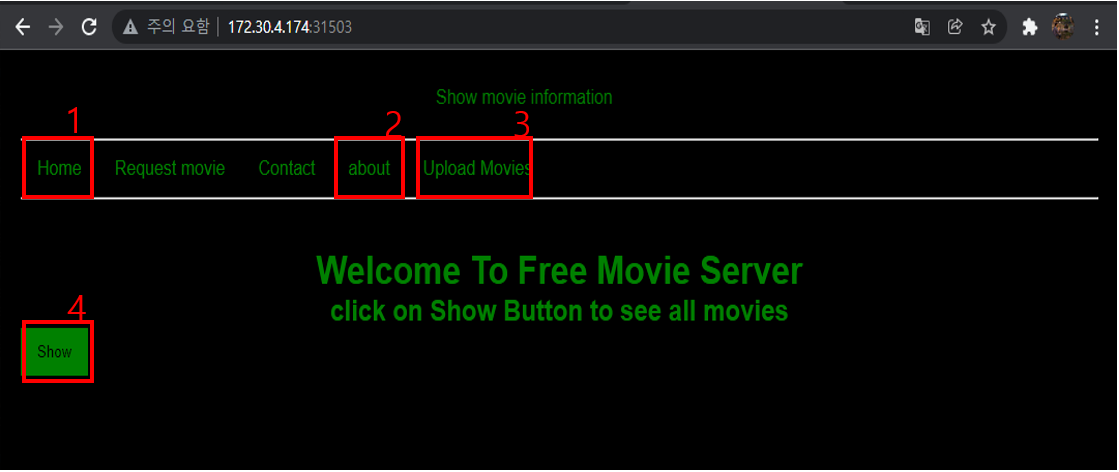 주의 요함 172.30.4.174:31503
Show movie information
1 2 3
Home Request movie Contact about Upload Movies
Welcome To Free Movie Server
click on Show Button to see all movies
4
Show